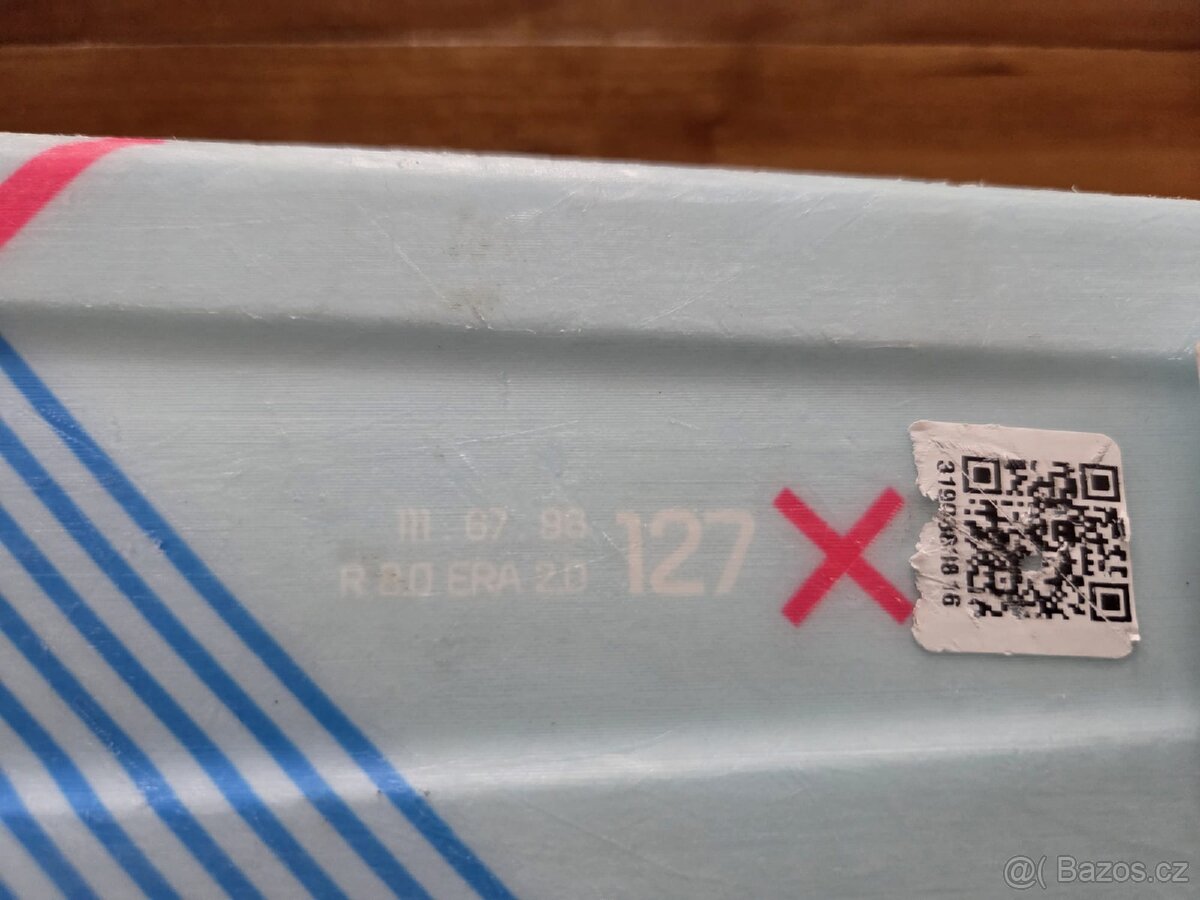 111 . 67 . 98
R 8.0 ERA 2.0
127
@( Bazos.cz